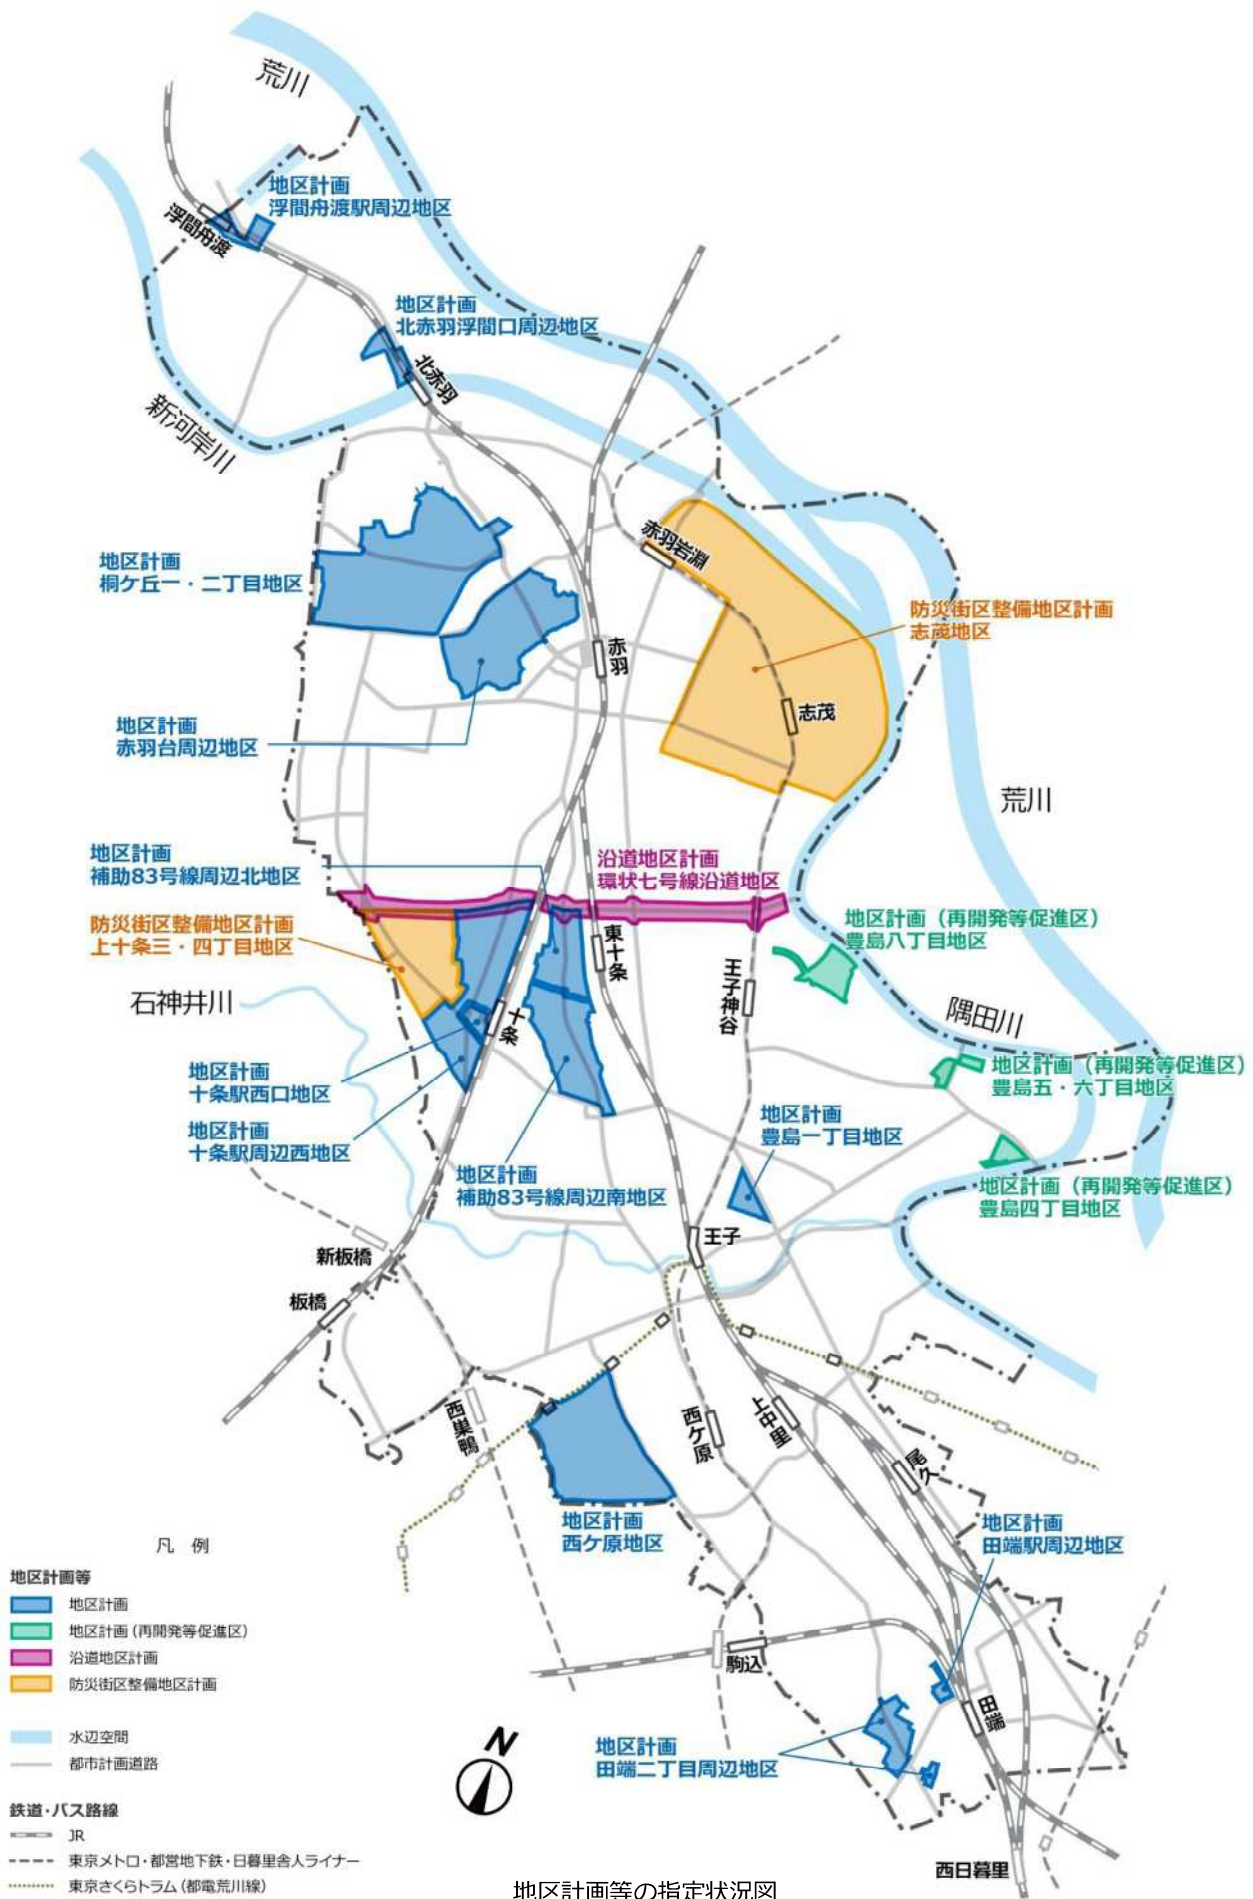 荒川
地区計画
浮間舟渡駅周辺地区
浮間舟渡
地区計画
北赤羽浮間口周辺地区
北赤羽
新河岸川
赤羽岩淵
地区計画
桐ケ丘一・二丁目地区
防災街区整備地区計画
志茂地区
赤羽
志茂
地区計画
赤羽台周辺地区
荒川
地区計画
補助83号線周辺北地区
沿道地区計画
環状七号線沿道地区
防災街区整備地区計画
上十条三・四丁目地区
地区計画（再開発等促進区）
豊島八丁目地区
東十条
王子神谷
石神井川
十条
隅田川
地区計画
十条駅西口地区
地区計画（再開発等促進区）
豊島五・六丁目地区
地区計画
豊島一丁目地区
地区計画
十条駅周辺西地区
地区計画
補助83号線周辺南地区
地区計画（再開発等促進区）
豊島四丁目地区
王子
新板橋
板橋
西巣鴨
西ケ原
上中里
尾久
地区計画
西ケ原地区
地区計画
田端駅周辺地区
駒込
田端
地区計画
田端二丁目周辺地区
西日暮里
N
凡 例
地区計画等
地区計画
地区計画（再開発等促進区）
沿道地区計画
防災街区整備地区計画
水辺空間
都市計画道路
鉄道・バス路線
JR
東京メトロ・都営地下鉄・日暮里舎人ライナー
東京さくらトラム（都電荒川線）
地区計画等の指定状況図